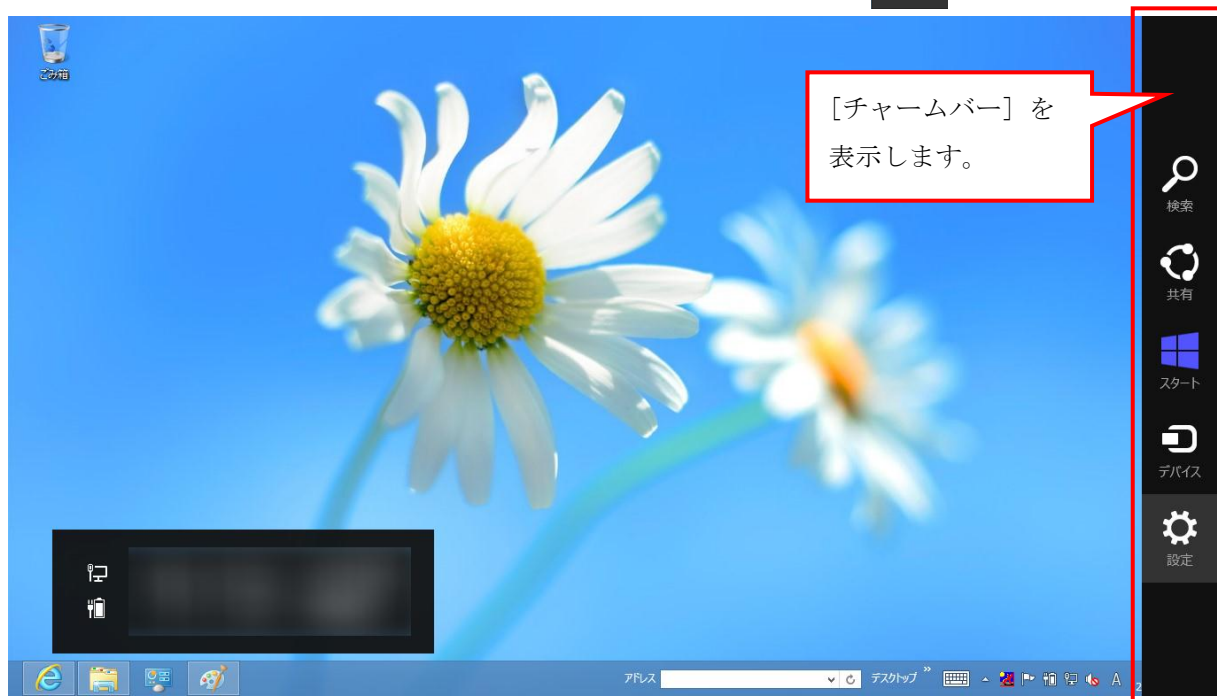 ごみ箱
［チャームバー］を
表示します。
検索
共有
スタート
デバイス
設定
アドレス
デスクトップ
A
2